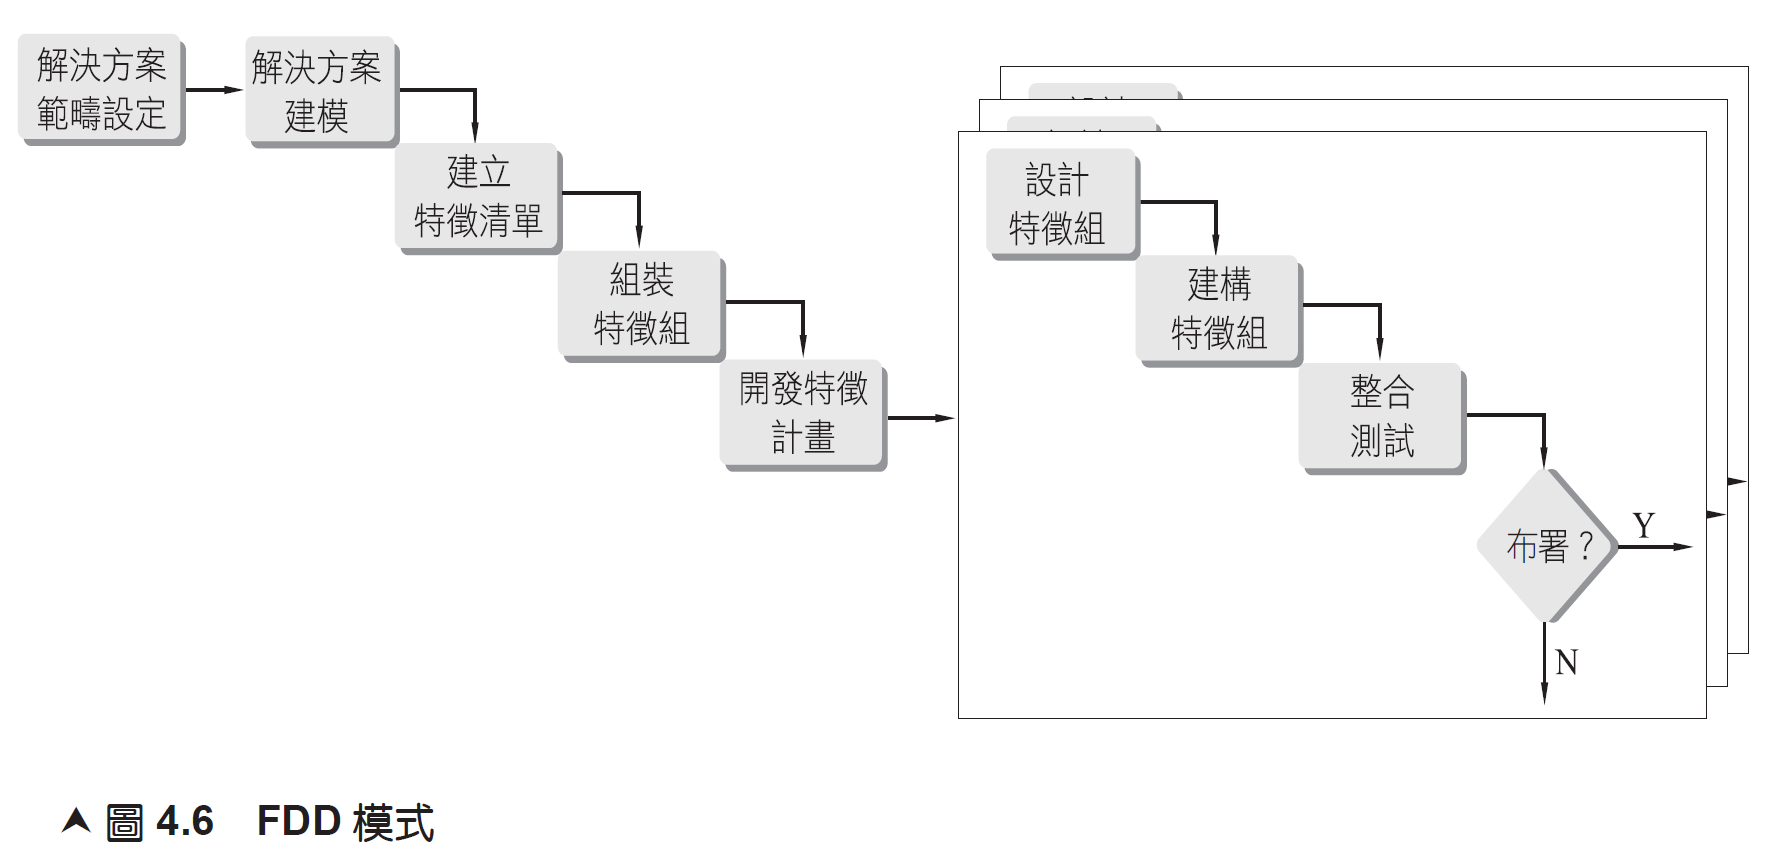 解決方案
範疇設定
解決方案
建模
建立
特徵清單
組裝
特徵組
開發特徵
計畫
設計
特徵組
建構
特徵組
整合
測試
布署？
Y
N
圖 4.6 FDD 模式